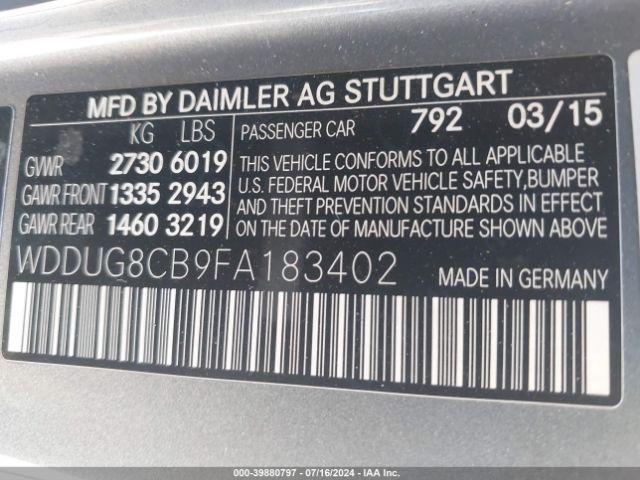 MFD BY DAIMLER AG STUTTGART
KG LBS
PASSENGER CAR 792 03/15
GVWR 2730 6019
GAWR FRONT 1335 2943
GAWR REAR 1460 3219
THIS VEHICLE CONFORMS TO ALL APPLICABLE
U.S. FEDERAL MOTOR VEHICLE SAFETY,BUMPER
AND THEFT PREVENTION STANDARDS IN EFFECT
ON THE DATE OF MANUFACTURE SHOWN ABOVE
WDDUG8CB9FA183402
MADE IN GERMANY
000-39880797 - 07/16/2024 - IAA Inc.